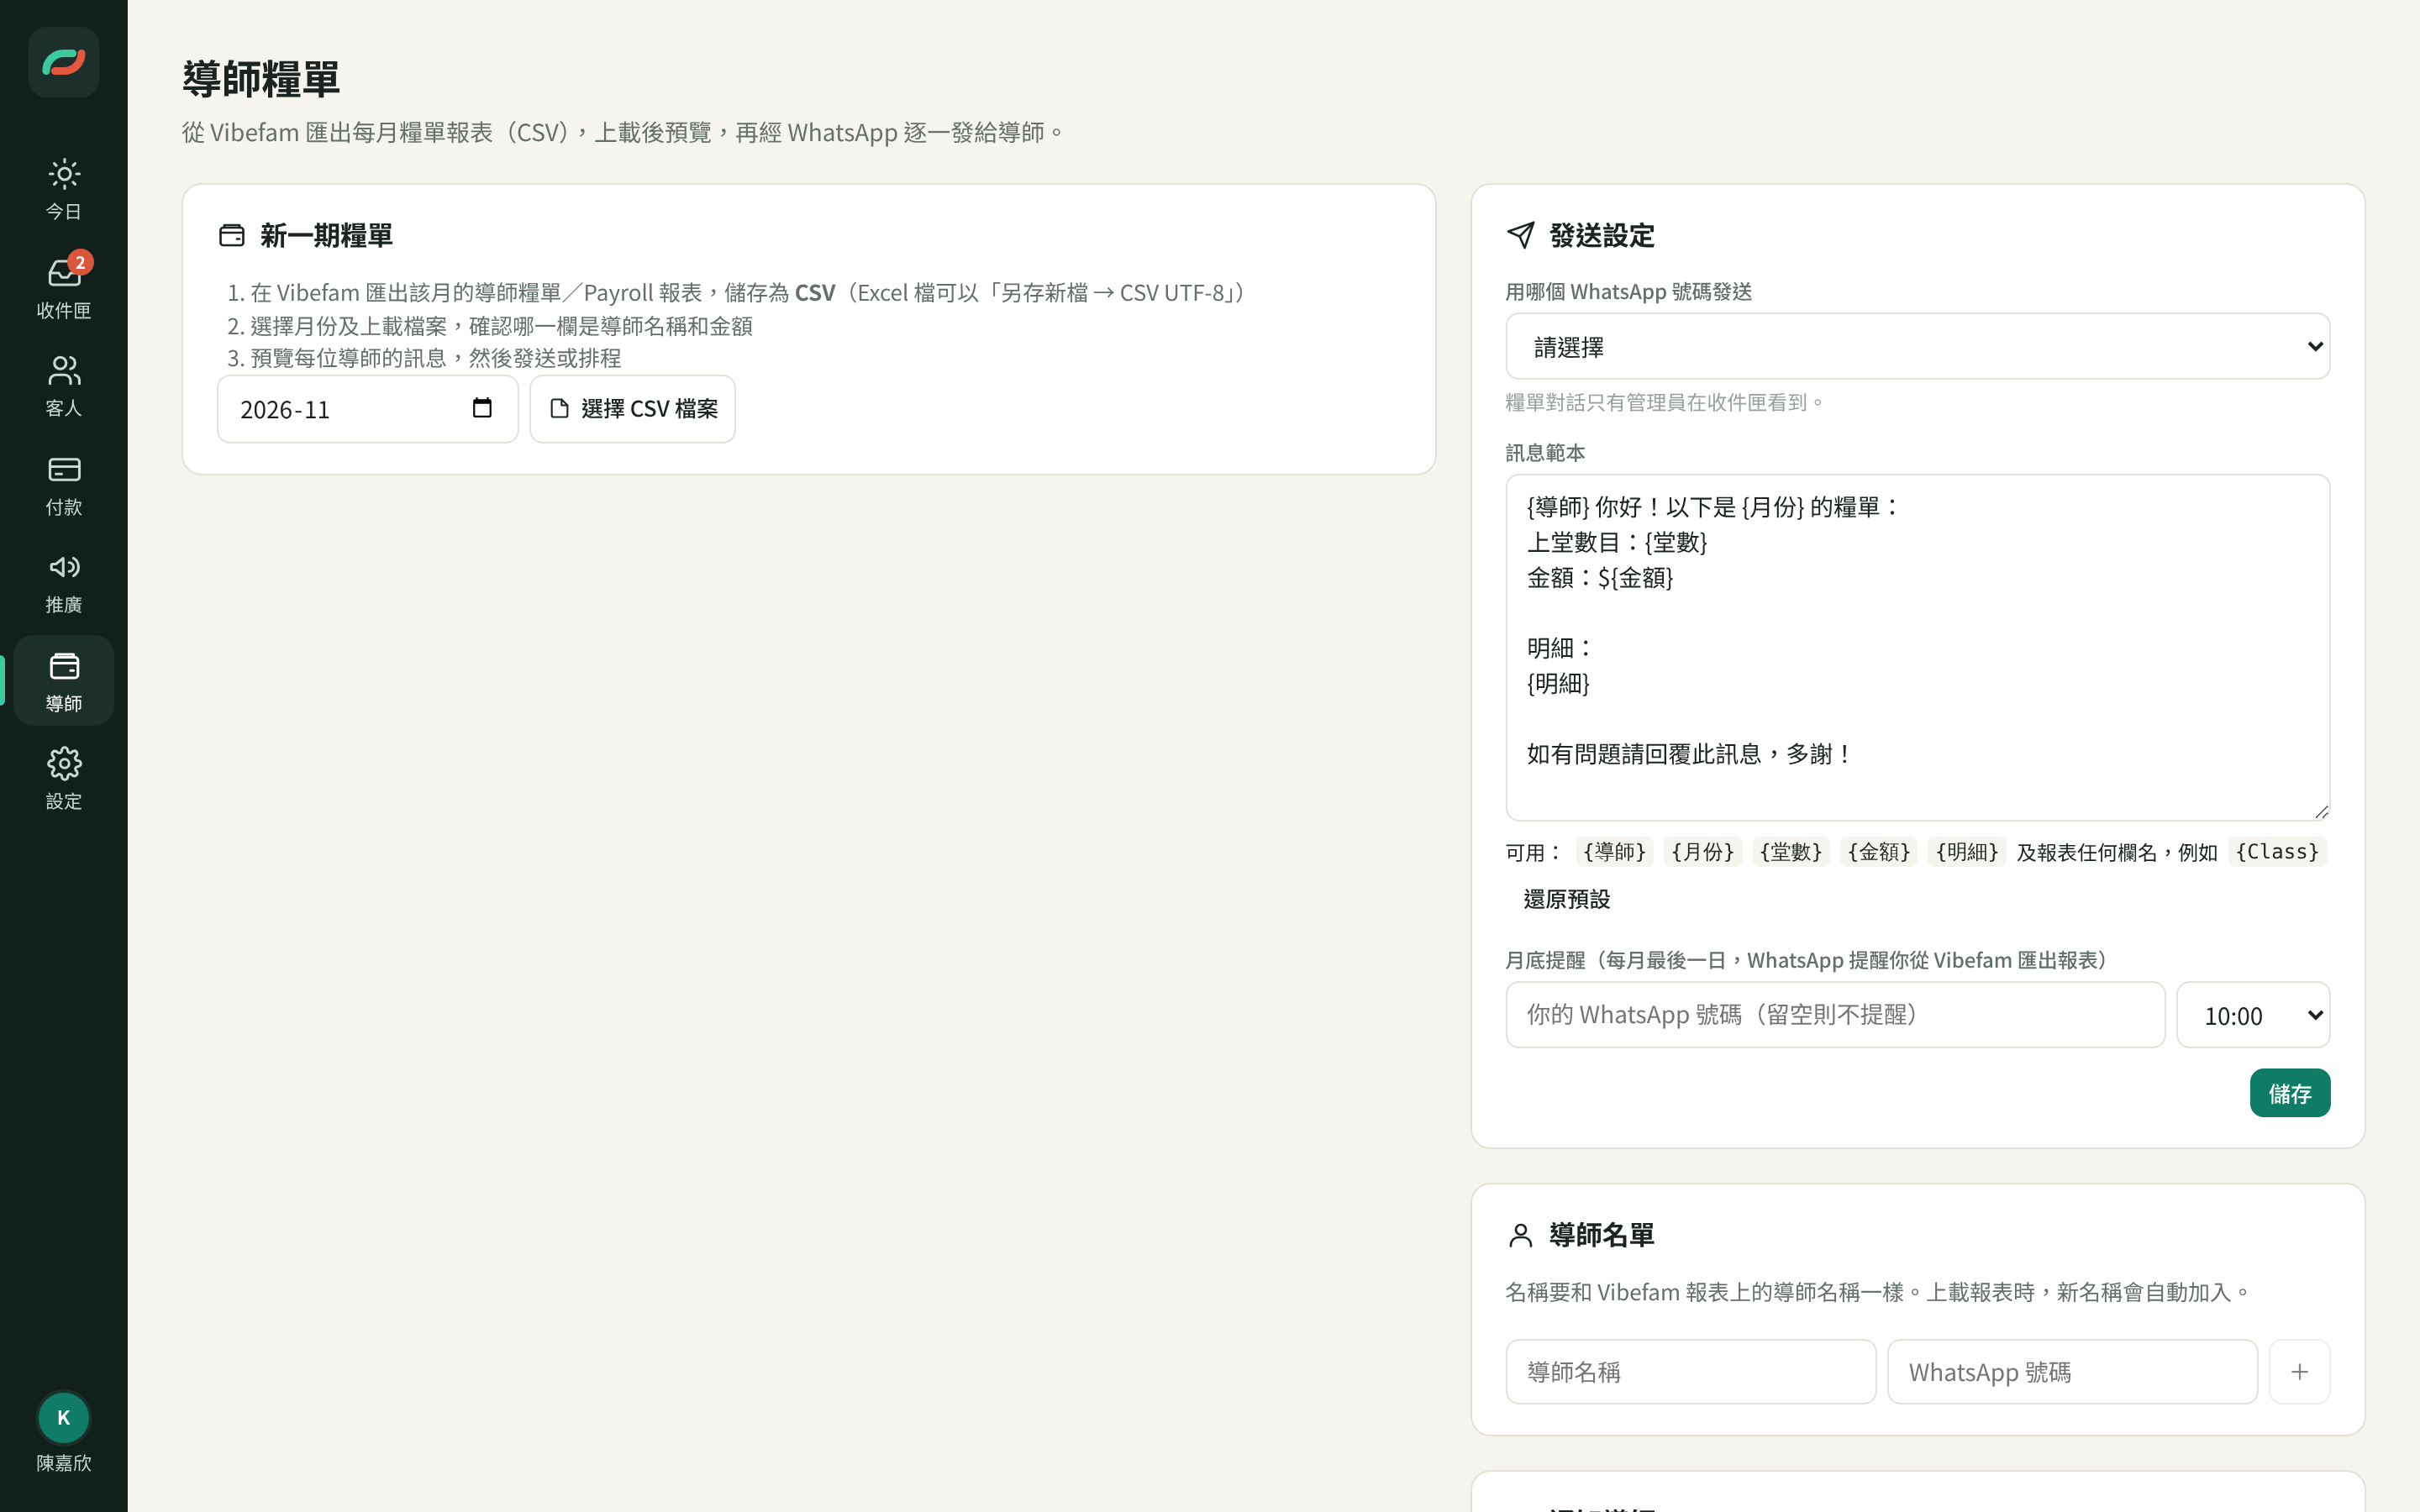 今日
2
收件匣
客人
付款
推廣
導師
設定
K
陳嘉欣
導師糧單
從 Vibefam 匯出每月糧單報表（CSV），上載後預覽，再經 WhatsApp 逐一發給導師。
新一期糧單
1. 在 Vibefam 匯出該月的導師糧單／Payroll 報表，儲存為 CSV（Excel 檔可以「另存新檔 → CSV UTF-8」）
2. 選擇月份及上載檔案，確認哪一欄是導師名稱和金額
3. 預覽每位導師的訊息，然後發送或排程
2026-11
選擇 CSV 檔案
發送設定
用哪個 WhatsApp 號碼發送
請選擇
糧單對話只有管理員在收件匣看到。
訊息範本
{導師} 你好！以下是 {月份} 的糧單：
上堂數目：{堂數}
金額：${金額}
明細：
{明細}
如有問題請回覆此訊息，多謝！
可用： {導師} {月份} {堂數} {金額} {明細} 及報表任何欄名，例如 {Class}
還原預設
月底提醒（每月最後一日，WhatsApp 提醒你從 Vibefam 匯出報表）
你的 WhatsApp 號碼（留空則不提醒）
10:00
儲存
導師名單
名稱要和 Vibefam 報表上的導師名稱一樣。上載報表時，新名稱會自動加入。
導師名稱
WhatsApp 號碼